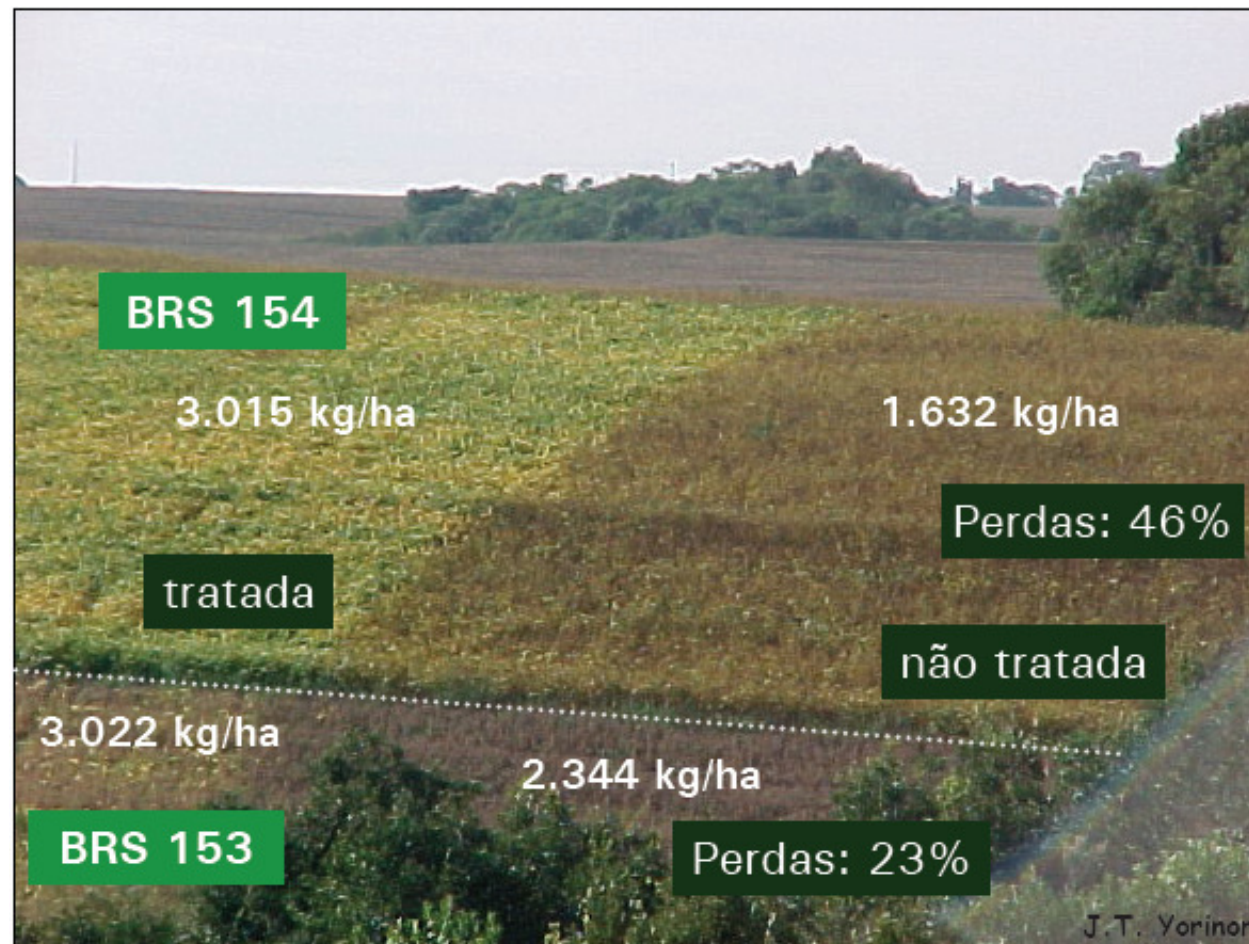 BRS 154
3.015 kg/ha
1.632 kg/ha
Perdas: 46%
tratada
não tratada
3.022 kg/ha
2.344 kg/ha
BRS 153
Perdas: 23%
J.T. Yorinor